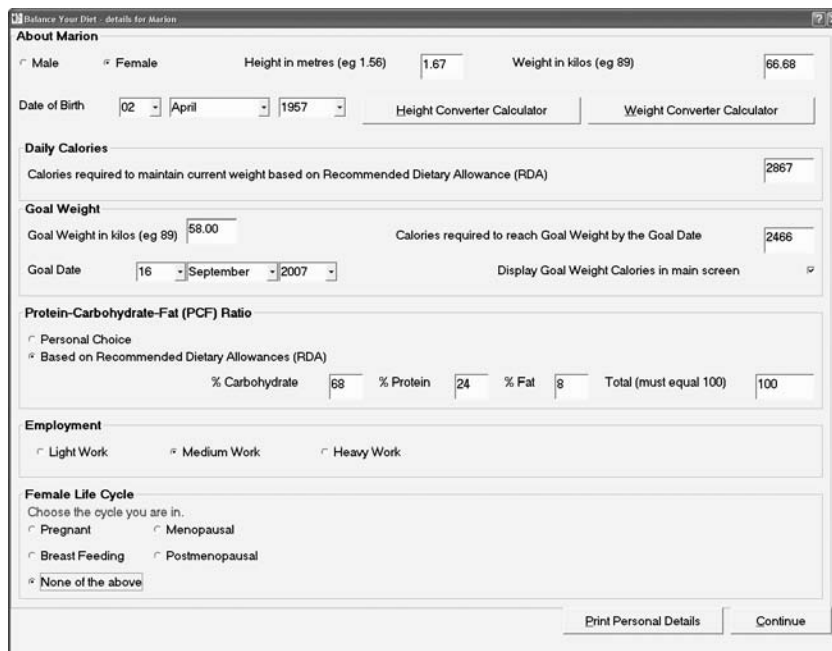 Balance Your Diet - details for Marion
About Marion
Male Female Height in metres (eg 1.56) 1.67 Weight in kilos (eg 89) 66.68
Date of Birth 02 April 1957 Height Converter Calculator Weight Converter Calculator
Daily Calories
Calories required to maintain current weight based on Recommended Dietary Allowance (RDA) 2867
Goal Weight
Goal Weight in kilos (eg 89) 58.00 Calories required to reach Goal Weight by the Goal Date 2466
Goal Date 16 September 2007 Display Goal Weight Calories in main screen
Protein-Carbohydrate-Fat (PCF) Ratio
Personal Choice
Based on Recommended Dietary Allowances (RDA)
% Carbohydrate 68 % Protein 24 % Fat 8 Total (must equal 100) 100
Employment
Light Work Medium Work Heavy Work
Female Life Cycle
Choose the cycle you are in.
Pregnant Menopausal
Breast Feeding Postmenopausal
None of the above
Print Personal Details Continue